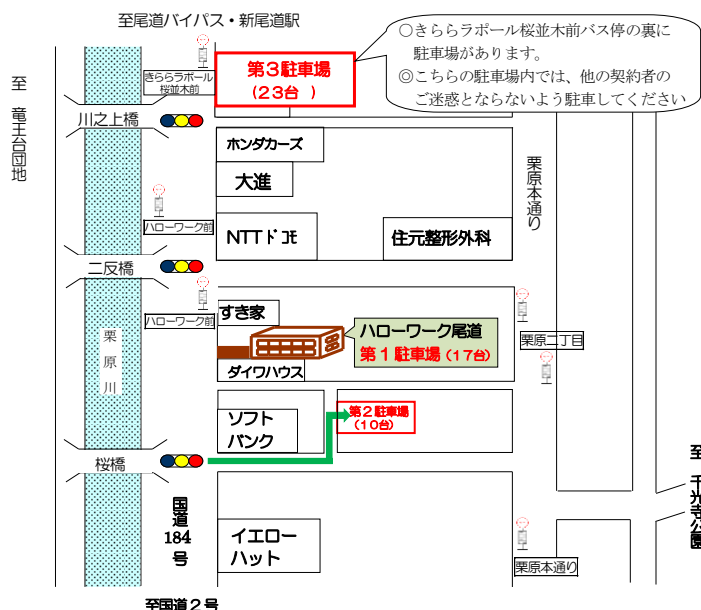 至尾道バイパス・新尾道駅
○きららラポール桜並木前バス停の裏に
駐車場があります。
◎こちらの駐車場内では、他の契約者の
ご迷惑とならないよう駐車してください
第3駐車場
(23台 )
きららラポール
桜並木前
至 竜王台団地
川之上橋
ホンダカーズ
大進
栗原本通り
ハローワーク前
NTTドコモ
住元整形外科
二反橋
ハローワーク前
すき家
栗原川
ハローワーク尾道
第1駐車場(17台)
栗原二丁目
ダイワハウス
ソフト
バンク
第2駐車場
(10台)
桜橋
至 千光寺公園
国道
184
号
イエロー
ハット
栗原本通り
至国道2号